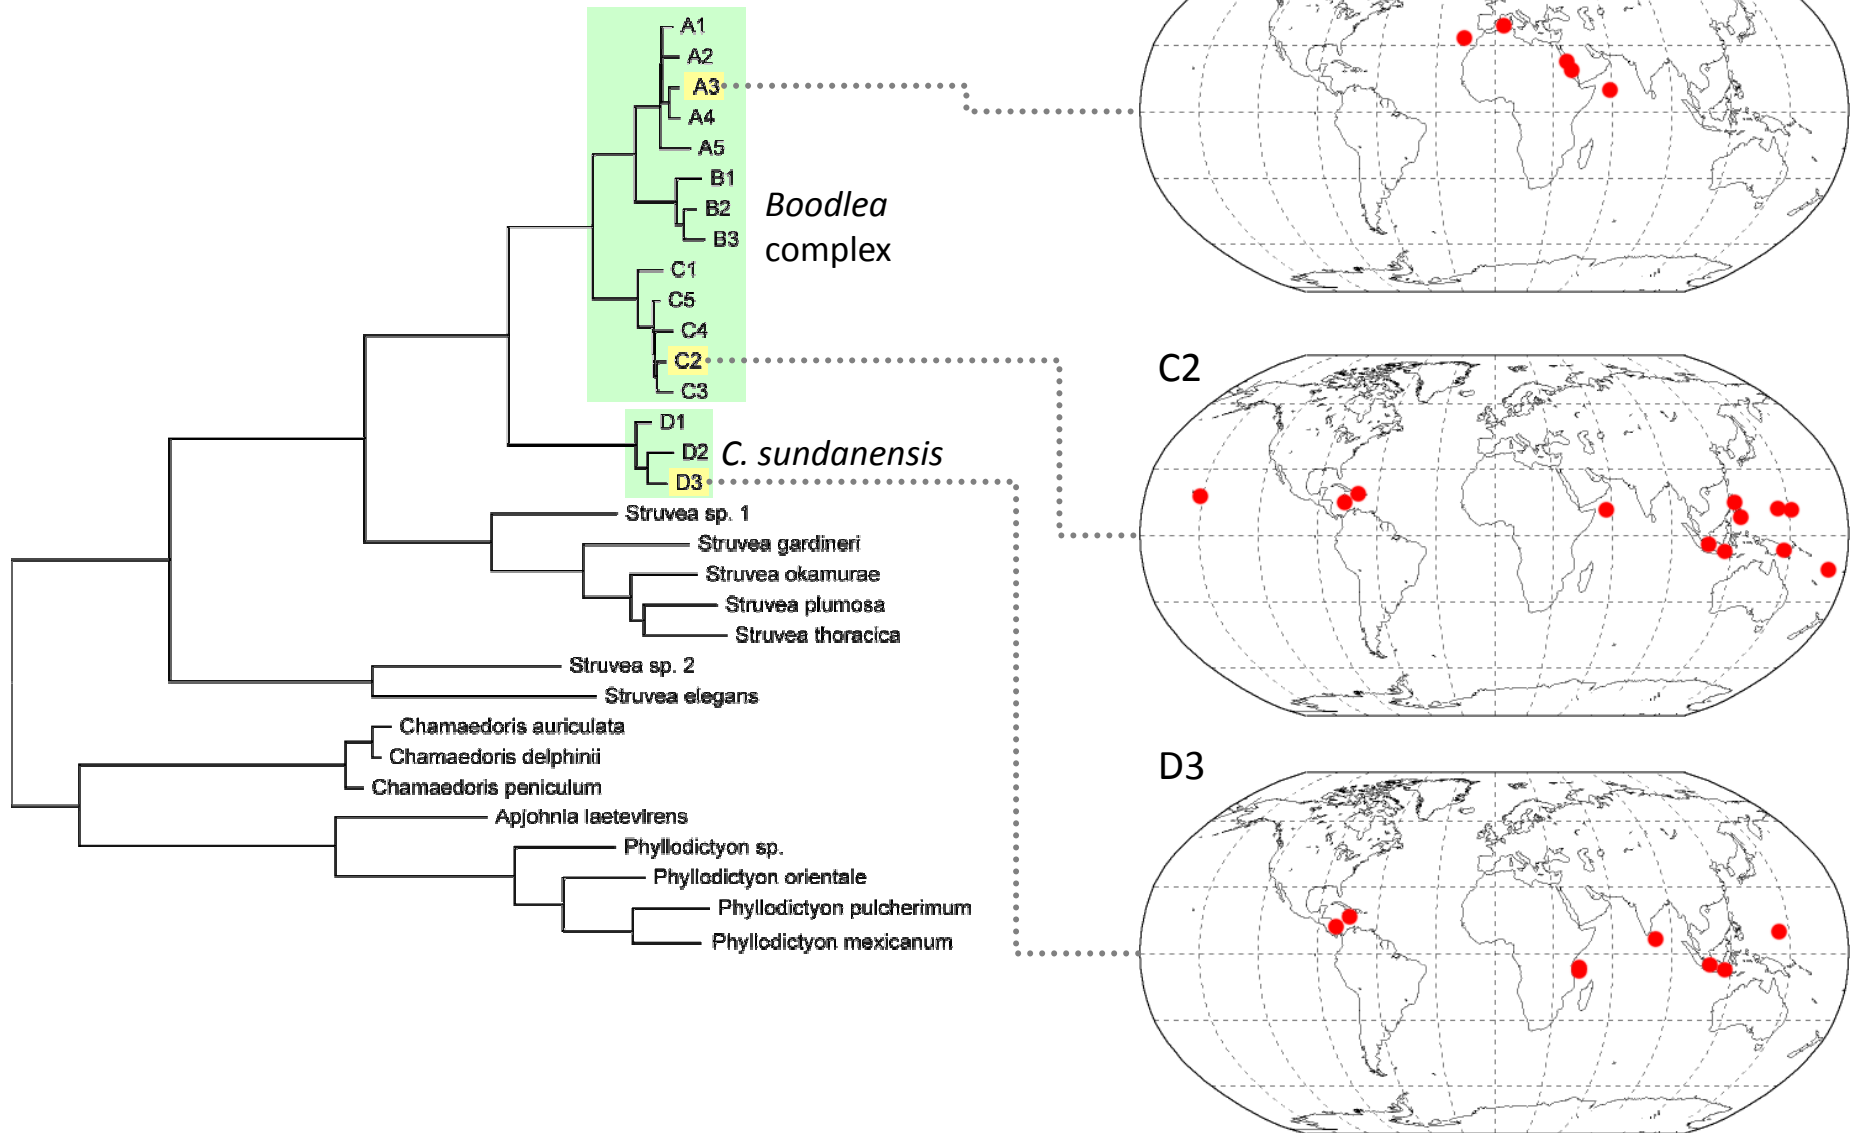 A1
A2
A3
A4
A5
B1
B2
B3
Boodlea
complex
C1
C5
C4
C2
C3
D1
D2
D3
C. sundanensis
Struvea sp. 1
Struvea gardineri
Struvea okamurae
Struvea plumosa
Struvea thoracica
Struvea sp. 2
Struvea elegans
Chamaedoris auriculata
Chamaedoris delphinii
Chamaedoris peniculum
Apjohnia laetevirens
Phyllodictyon sp.
Phyllodictyon orientale
Phyllodictyon pulcherimum
Phyllodictyon mexicanum
C2
D3